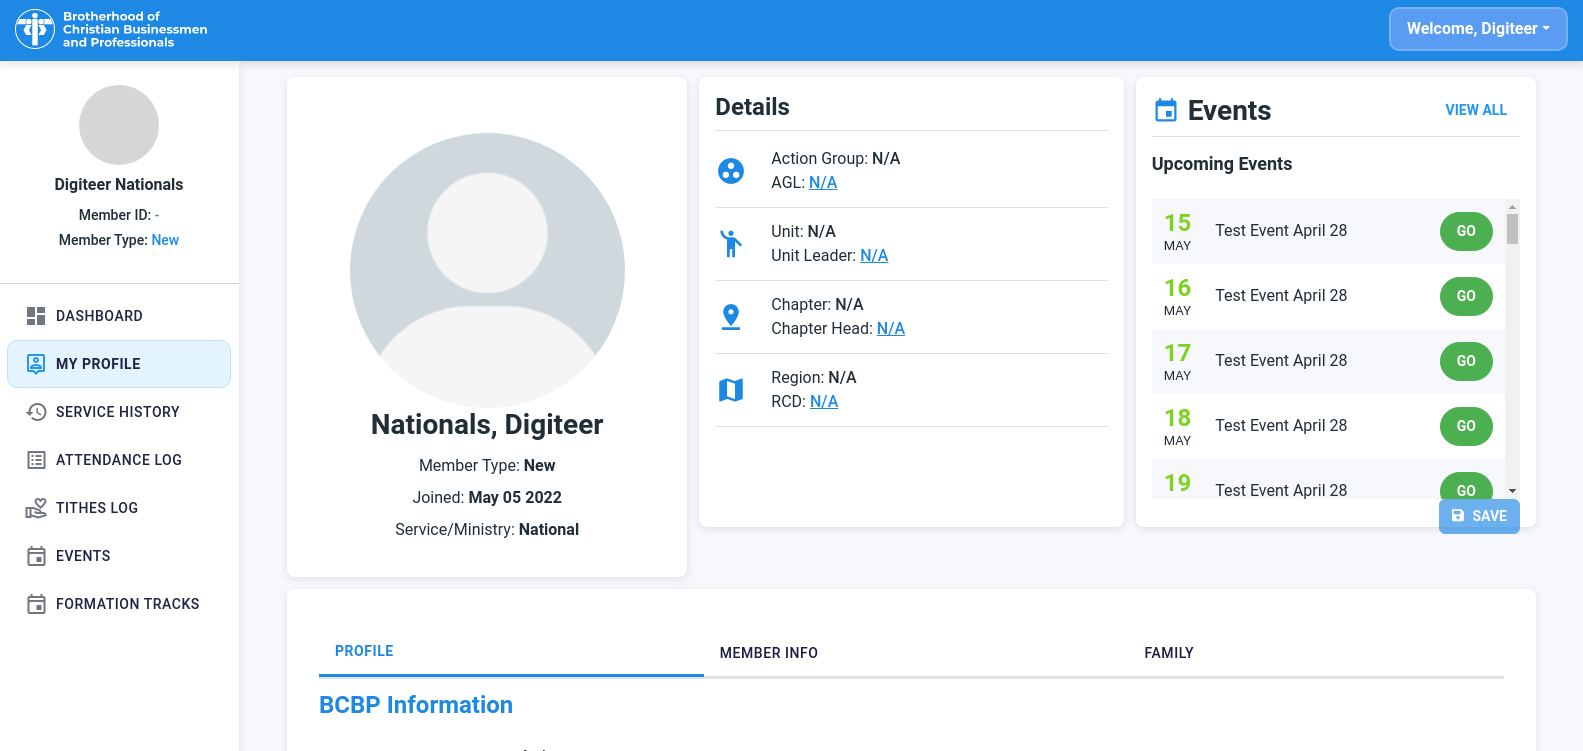 Brotherhood of
Christian Businessmen
and Professionals
Welcome, Digiteer
Digiteer Nationals
Member ID: -
Member Type: New
DASHBOARD
MY PROFILE
SERVICE HISTORY
ATTENDANCE LOG
TITHES LOG
EVENTS
FORMATION TRACKS
Nationals, Digiteer
Member Type: New
Joined: May 05 2022
Service/Ministry: National
Details
Action Group: N/A
AGL: N/A
Unit: N/A
Unit Leader: N/A
Chapter: N/A
Chapter Head: N/A
Region: N/A
RCD: N/A
Events VIEW ALL
Upcoming Events
15 MAY Test Event April 28 GO
16 MAY Test Event April 28 GO
17 MAY Test Event April 28 GO
18 MAY Test Event April 28 GO
19 Test Event April 28 GO
SAVE
PROFILE MEMBER INFO FAMILY
BCBP Information